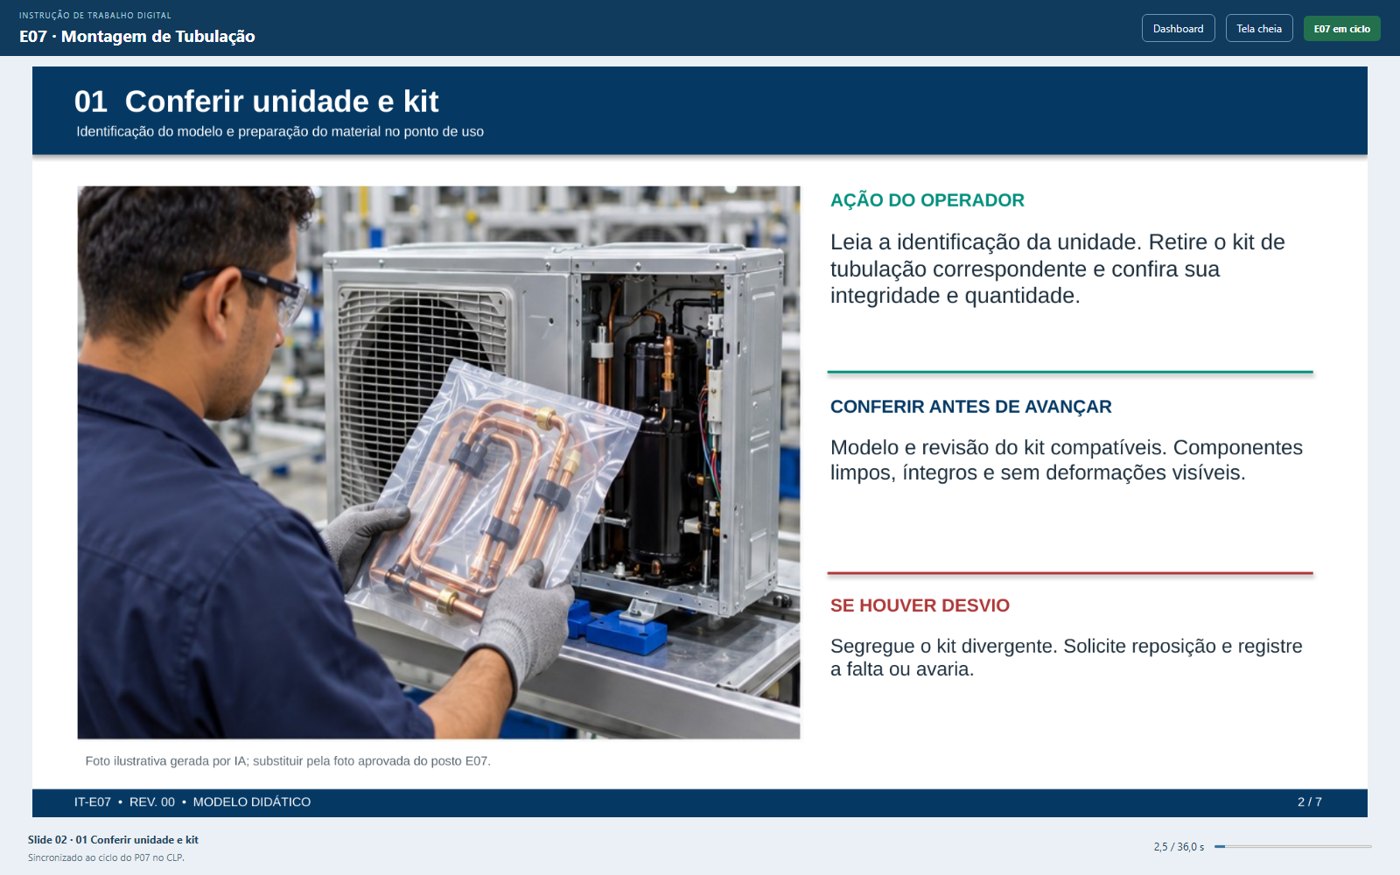 INSTRUÇÃO DE TRABALHO DIGITAL
E07 · Montagem de Tubulação
Dashboard
Tela cheia
E07 em ciclo
01 Conferir unidade e kit
Identificação do modelo e preparação do material no ponto de uso
AÇÃO DO OPERADOR
Leia a identificação da unidade. Retire o kit de
tubulação correspondente e confira sua
integridade e quantidade.
CONFERIR ANTES DE AVANÇAR
Modelo e revisão do kit compatíveis. Componentes
limpos, íntegros e sem deformações visíveis.
SE HOUVER DESVIO
Segregue o kit divergente. Solicite reposição e registre
a falta ou avaria.
Foto ilustrativa gerada por IA; substituir pela foto aprovada do posto E07.
IT-E07 • REV. 00 • MODELO DIDÁTICO
2 / 7
Slide 02 · 01 Conferir unidade e kit
Sincronizado ao ciclo do P07 no CLP.
2,5 / 36,0 s